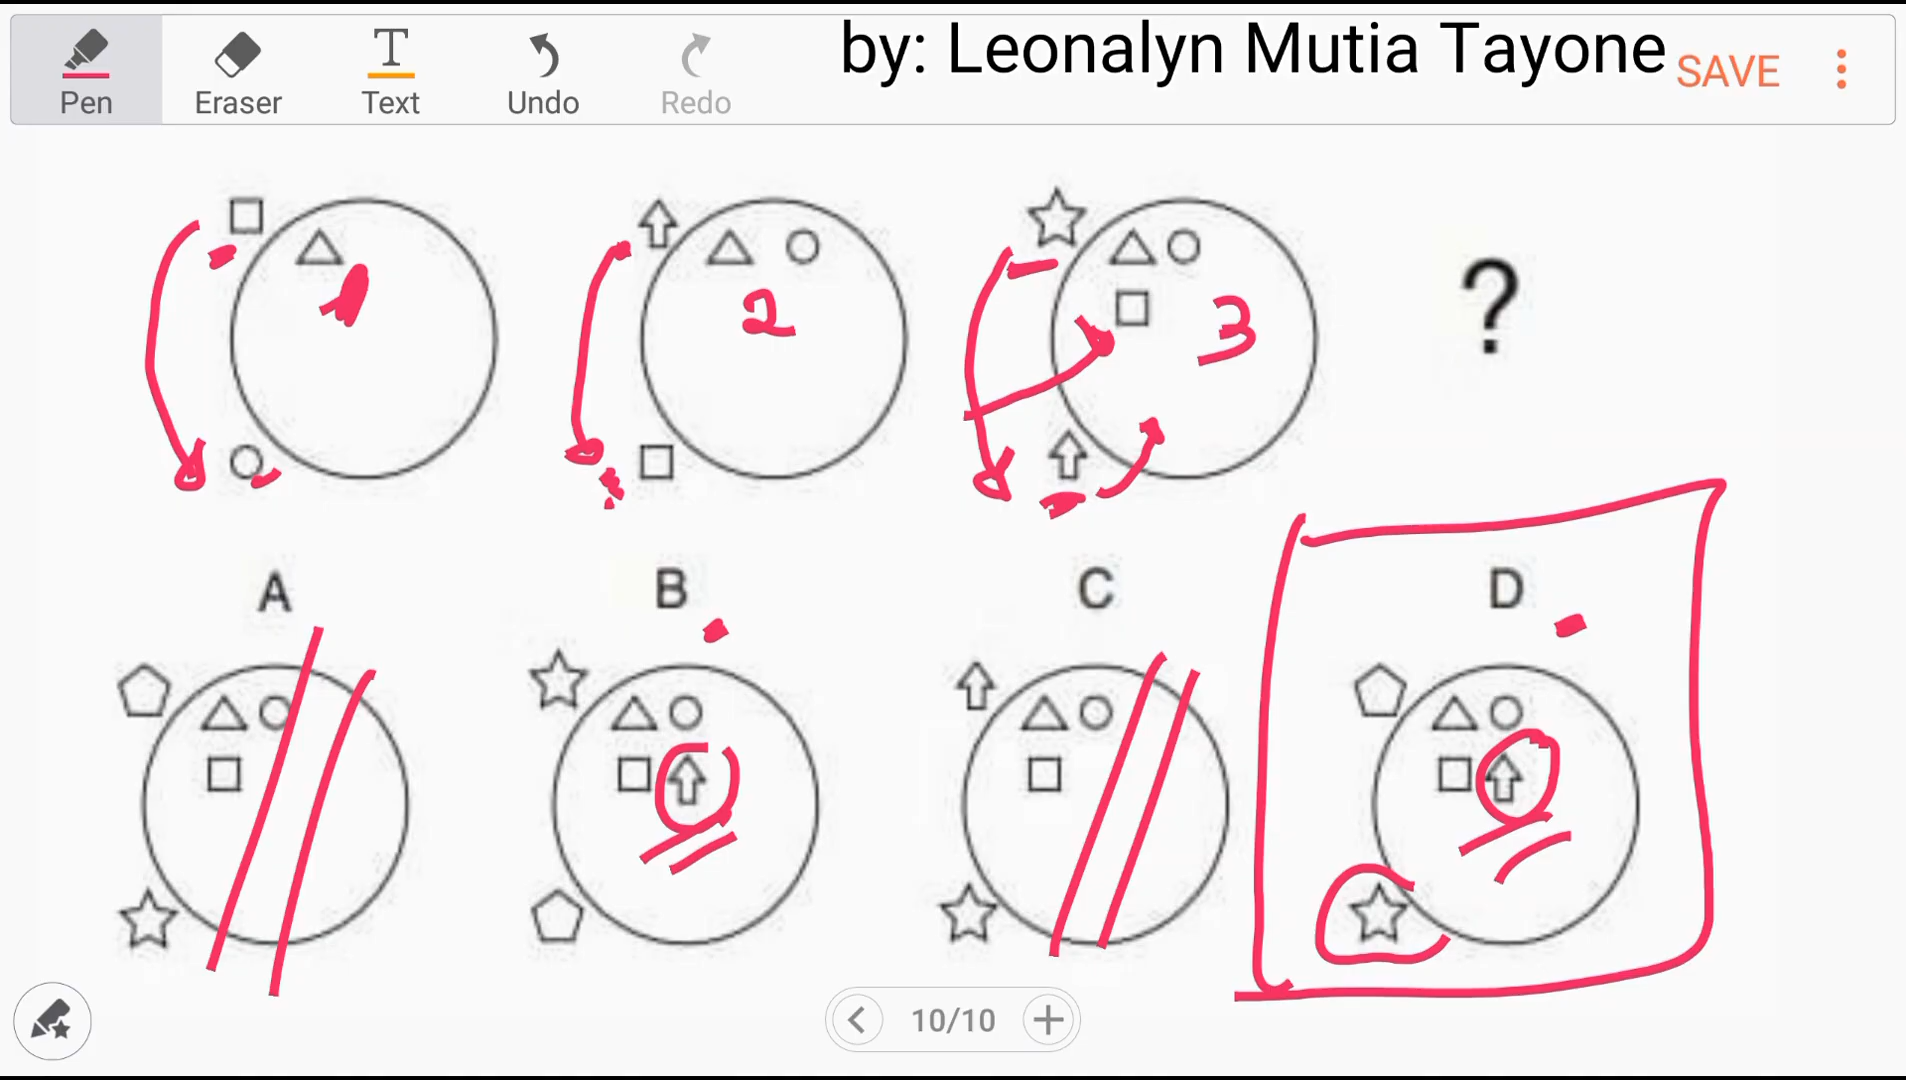 by: Leonalyn Mutia Tayone
SAVE
Pen
Eraser
Text
Undo
Redo
1
2
3
?
A
B
C
D
10/10